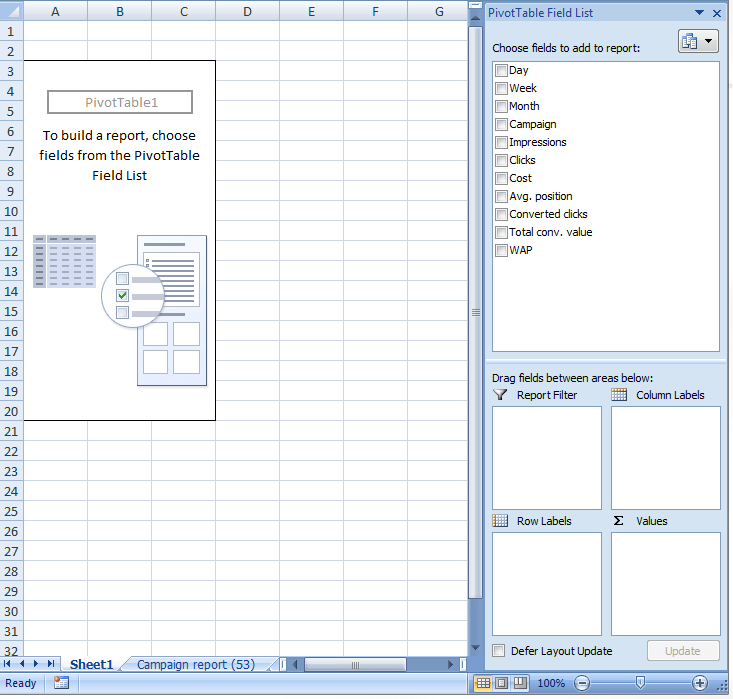 A B C D E F G
1
2
3
4
5
6
7
8
9
10
11
12
13
14
15
16
17
18
19
20
21
22
23
24
25
26
27
28
29
30
31
32
PivotTable1
To build a report, choose
fields from the PivotTable
Field List
Sheet1 Campaign report (53)
Ready
100%
PivotTable Field List
Choose fields to add to report:
Day
Week
Month
Campaign
Impressions
Clicks
Cost
Avg. position
Converted clicks
Total conv. value
WAP
Drag fields between areas below:
Report Filter Column Labels
Row Labels Σ Values
Defer Layout Update Update